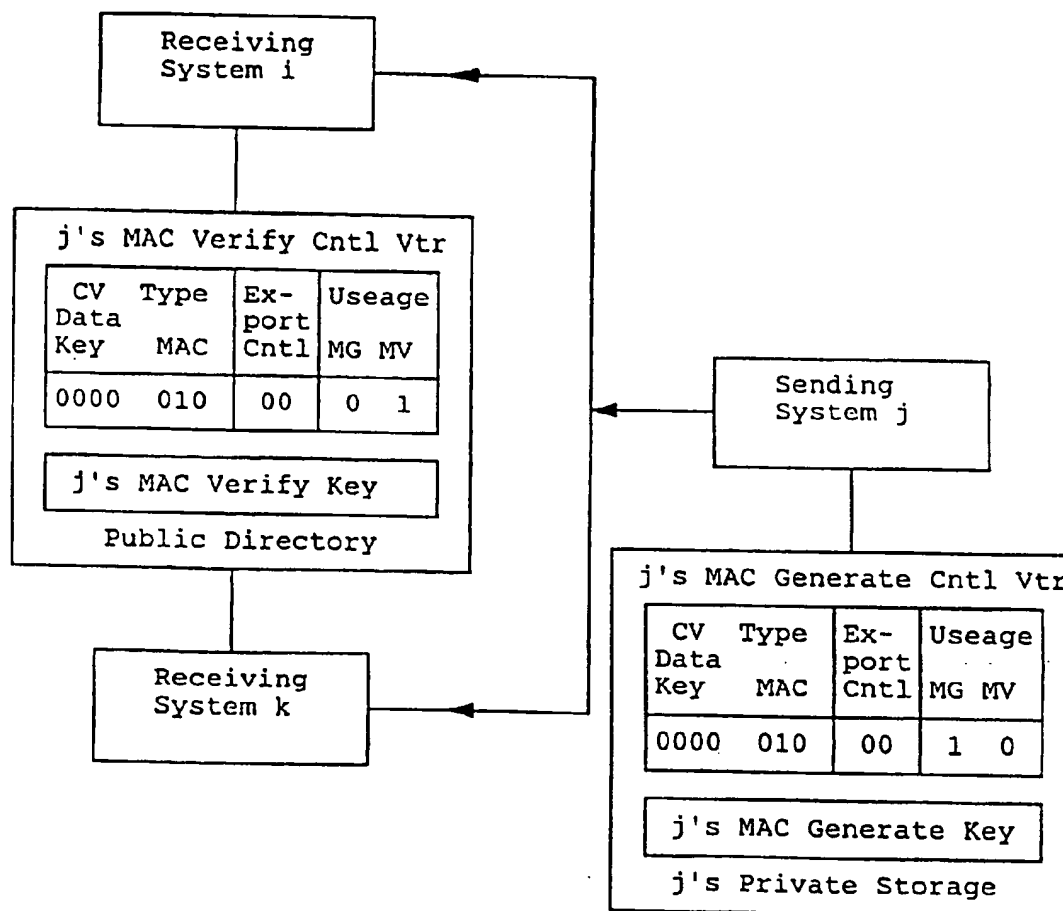 Receiving
System i
j's MAC Verify Cntl Vtr
CV Type Ex- Useage
Data port
Key MAC Cntl MG MV
0000 010 00 0 1
j's MAC Verify Key
Public Directory
Sending
System j
Receiving
System k
j's MAC Generate Cntl Vtr
CV Type Ex- Useage
Data port
Key MAC Cntl MG MV
0000 010 00 1 0
j's MAC Generate Key
j's Private Storage